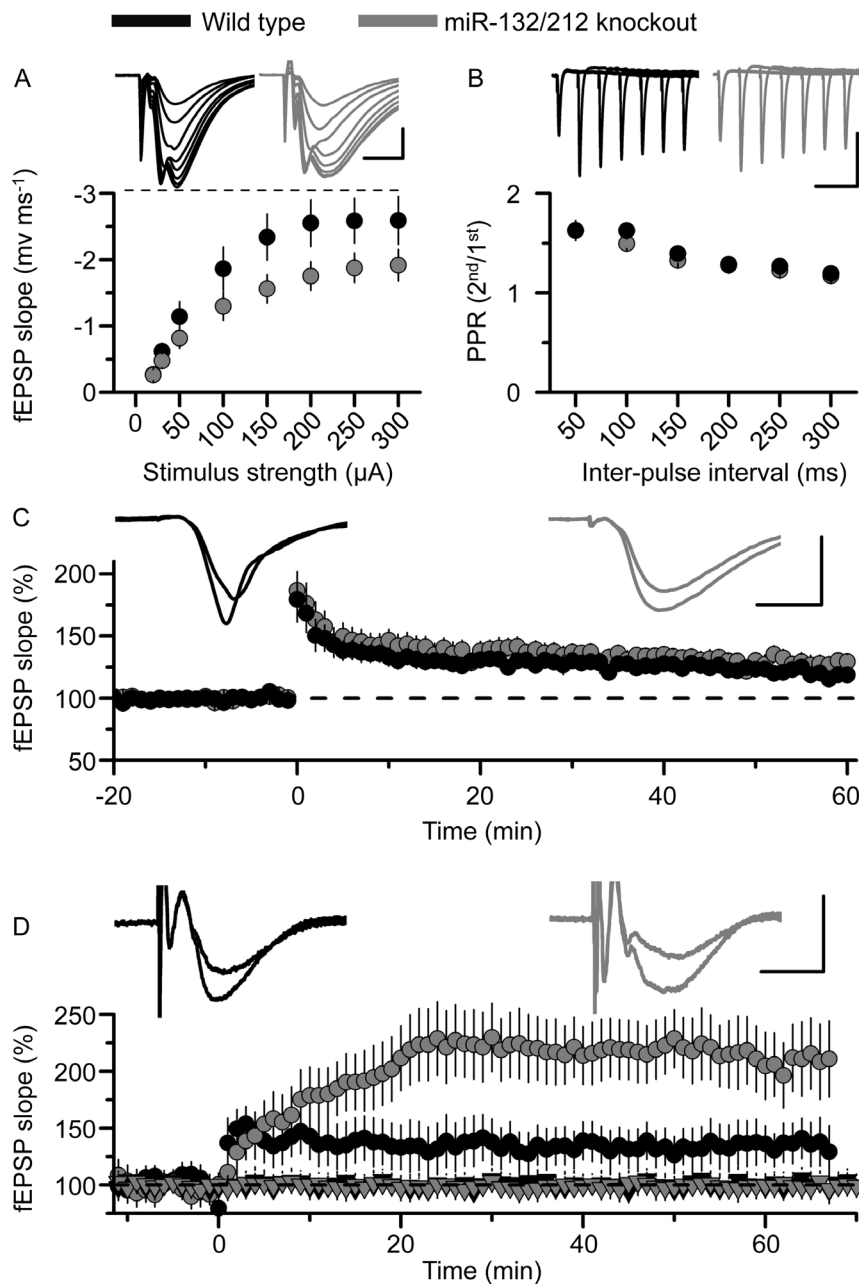 Wild type
miR-132/212 knockout
A
fEPSP slope (mv ms⁻¹)
-3
-2
-1
0
0
50
100
150
200
250
300
Stimulus strength (µA)
B
PPR (2nd/1st)
2
1
0
50
100
150
200
250
300
Inter-pulse interval (ms)
C
fEPSP slope (%)
200
150
100
50
-20
0
20
40
60
Time (min)
D
fEPSP slope (%)
250
200
150
100
0
20
40
60
Time (min)